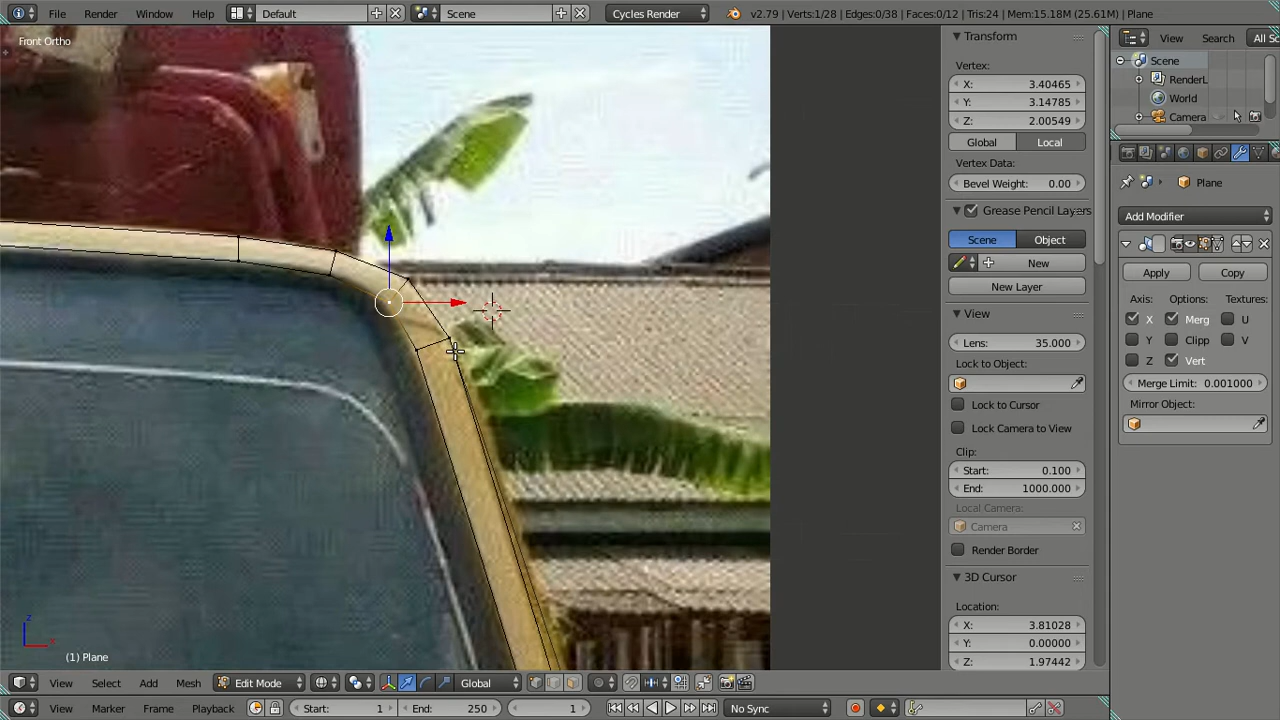 File Render Window Help Default Scene Cycles Render v2.79 | Verts:1/28 | Edges:0/38 | Faces:0/12 | Tris:24 | Mem:15.18M (25.61M) | Plane
Front Ortho
(1) Plane
z
x
Transform
Vertex:
X: 3.40465
Y: 3.14785
Z: 2.00549
Global Local
Vertex Data:
Bevel Weight: 0.00
Grease Pencil Layers
Scene Object
New
New Layer
View
Lens: 35.000
Lock to Object:
Lock to Cursor
Lock Camera to View
Clip:
Start: 0.100
End: 1000.000
Local Camera:
Camera
Render Border
3D Cursor
Location:
X: 3.81028
Y: 0.00000
Z: 1.97442
View Search All Sc
Scene
RenderL
World
Camera
Plane
Add Modifier
Apply Copy
Axis: Options: Textures:
X Merg U
Y Clipp V
Z Vert
Merge Limit: 0.001000
Mirror Object:
View Select Add Mesh Edit Mode Global
View Marker Frame Playback Start: 1 End: 250 1 No Sync